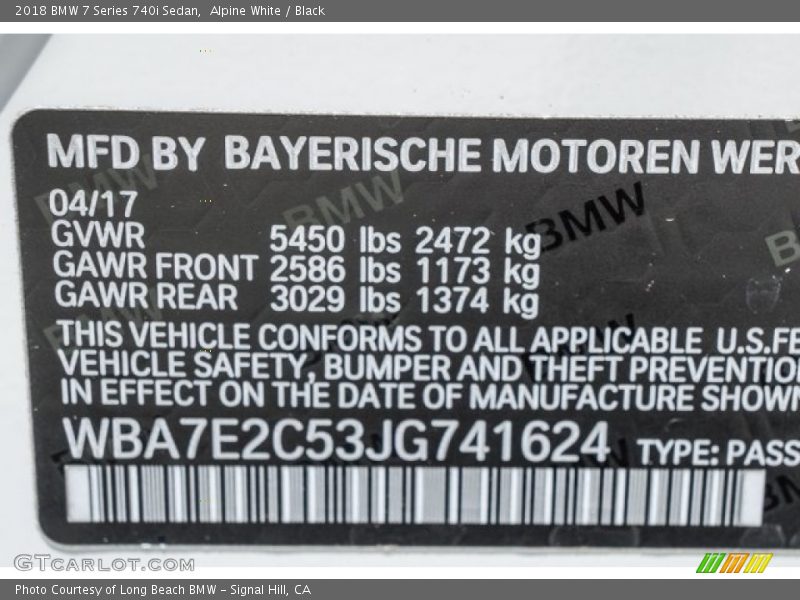 2018 BMW 7 Series 740i Sedan, Alpine White / Black
MFD BY BAYERISCHE MOTOREN WER
04/17
GVWR 5450 lbs 2472 kg
GAWR FRONT 2586 lbs 1173 kg
GAWR REAR 3029 lbs 1374 kg
THIS VEHICLE CONFORMS TO ALL APPLICABLE U.S.FE
VEHICLE SAFETY, BUMPER AND THEFT PREVENTIO
IN EFFECT ON THE DATE OF MANUFACTURE SHOWN
WBA7E2C53JG741624 TYPE: PASS
BMW
BMW
GTCARLOT.COM
Photo Courtesy of Long Beach BMW - Signal Hill, CA